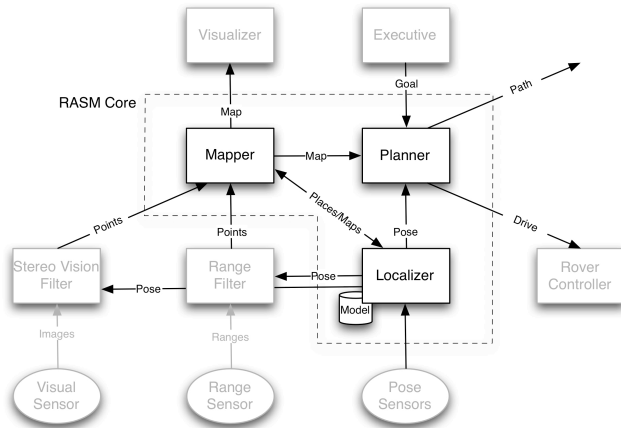 Visualizer
Executive
Goal
Path
RASM Core
Map
Mapper
Map
Planner
Places/Maps
Points
Points
Pose
Drive
Stereo Vision
Filter
Range
Filter
Pose
Pose
Localizer
Model
Rover
Controller
Images
Ranges
Visual
Sensor
Range
Sensor
Pose
Sensors